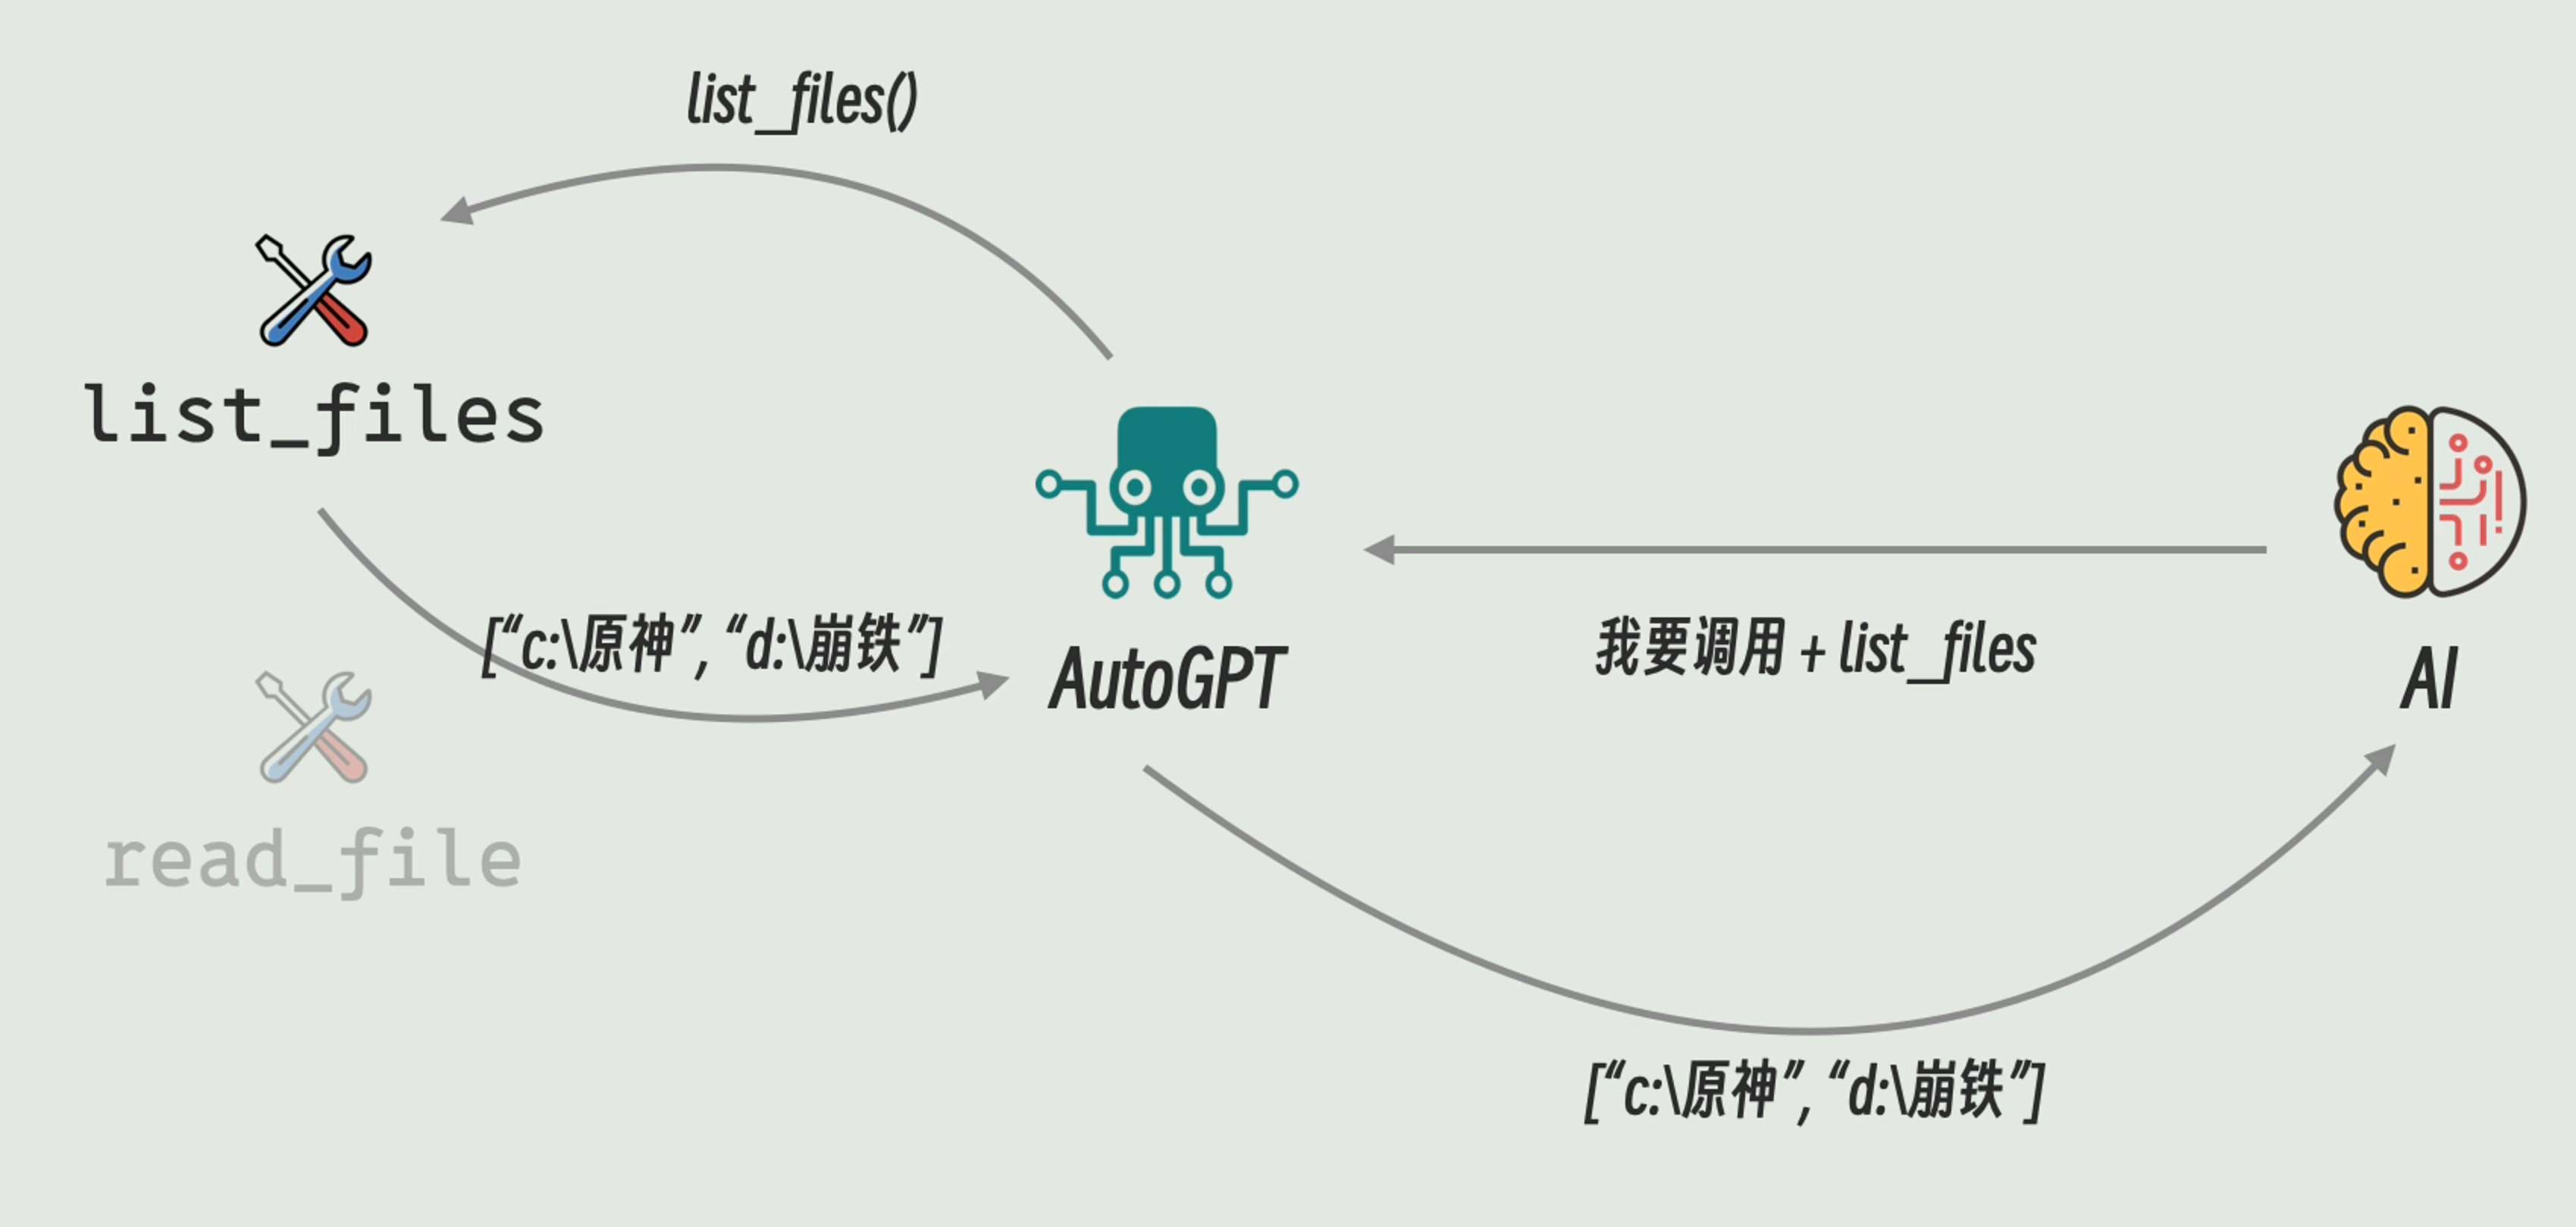 list_files()
list_files
["c:\原神", "d:\崩铁"]
AutoGPT
我要调用 + list_files
AI
read_file
["c:\原神", "d:\崩铁"]